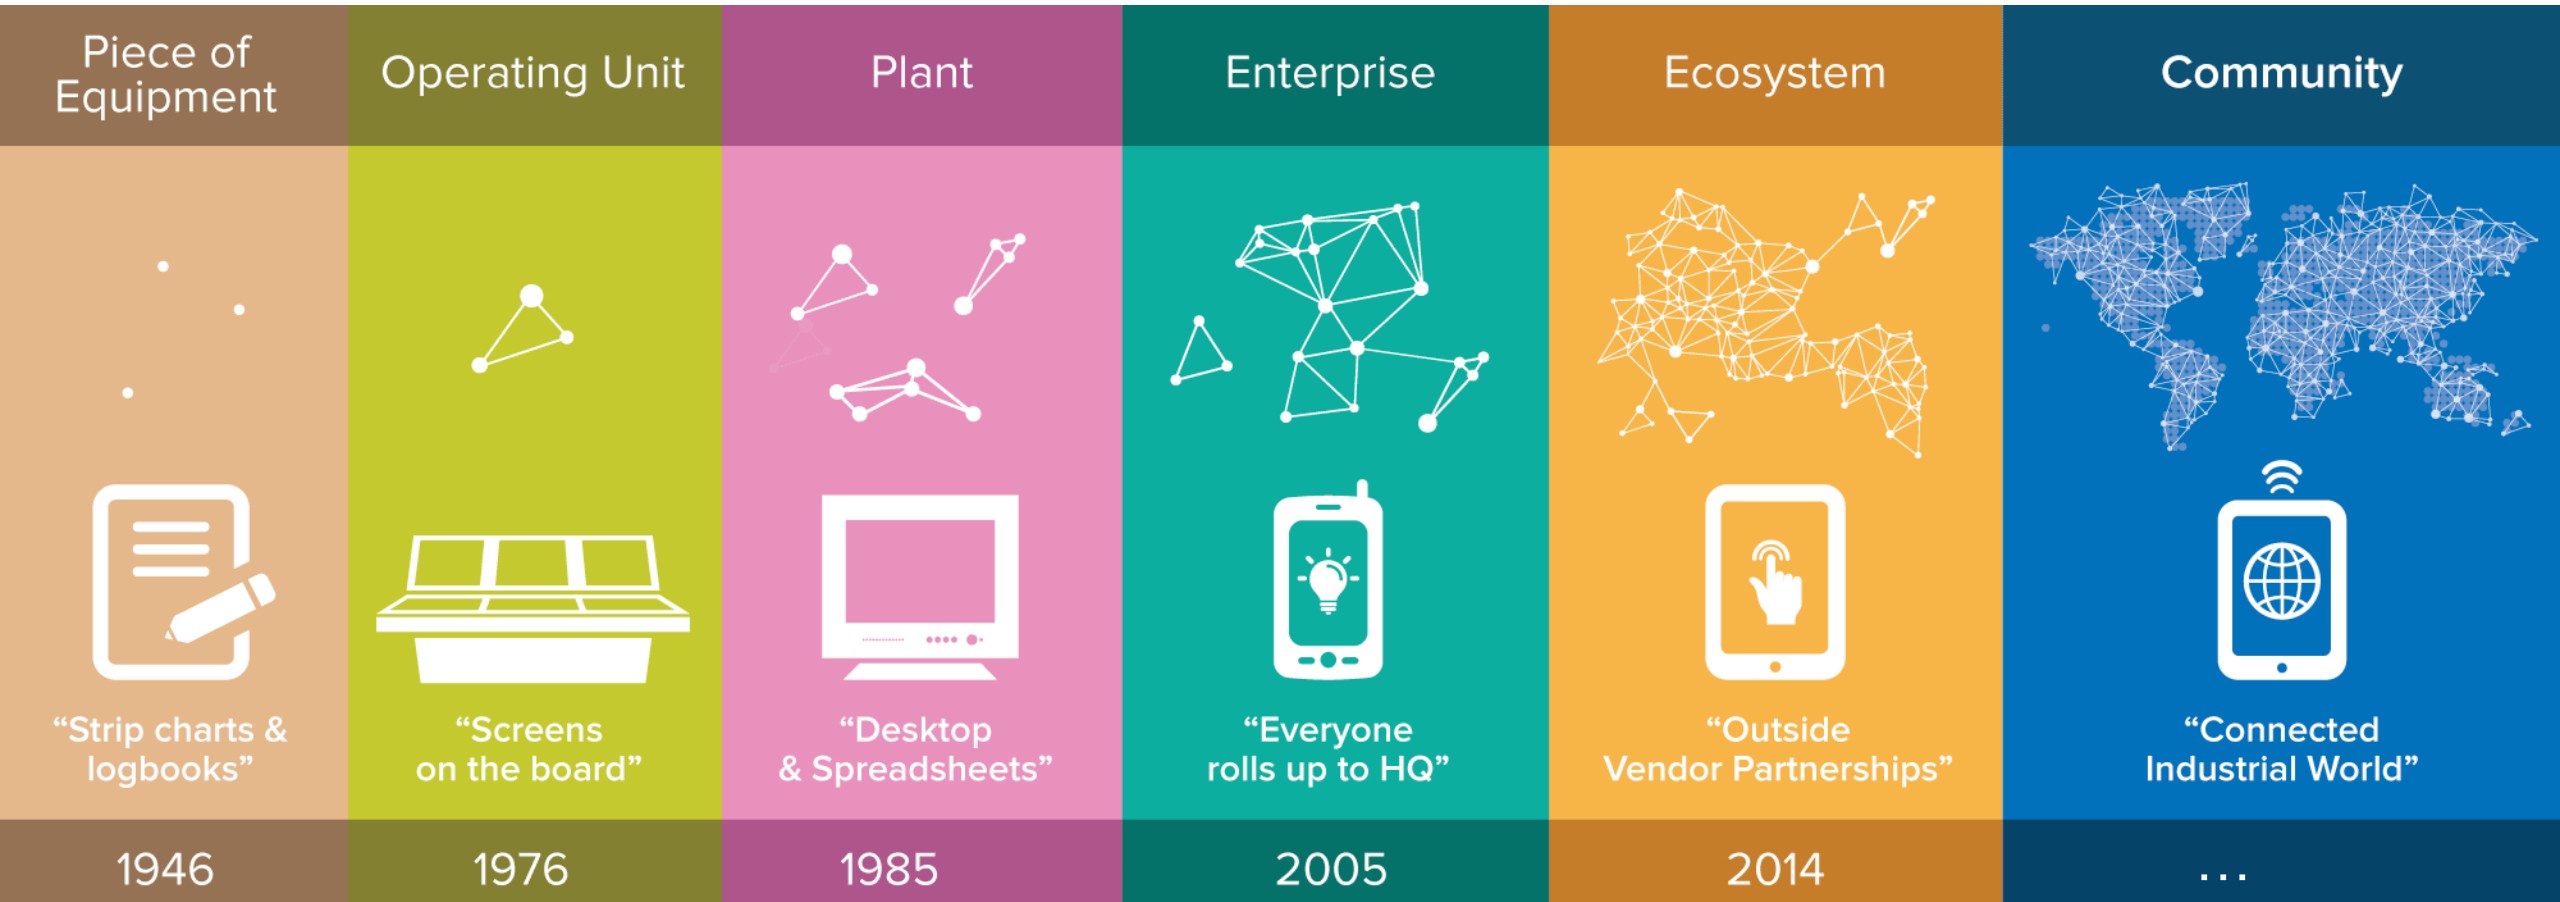 Piece of
Equipment
Operating Unit
Plant
Enterprise
Ecosystem
Community
“Strip charts &
logbooks”
“Screens
on the board”
“Desktop
& Spreadsheets”
“Everyone
rolls up to HQ”
“Outside
Vendor Partnerships”
“Connected
Industrial World”
1946
1976
1985
2005
2014
...